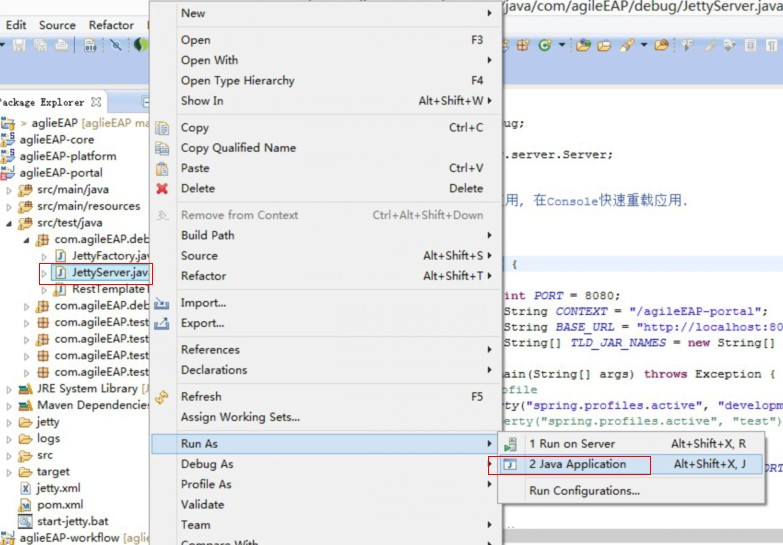 /java/com/agileEAP/debug/JettyServer.java
Edit Source Refactor
Package Explorer
> aglieEAP [aglieEAP ma
aglieEAP-core
aglieEAP-platform
aglieEAP-portal
src/main/java
src/main/resources
src/test/java
com.agileEAP.deb
JettyFactory.jav
JettyServer.java
RestTemplateT
com.agileEAP.deb
com.agileEAP.test
com.agileEAP.test
com.agileEAP.test
com.agileEAP.test
JRE System Library [J
Maven Dependencies
jetty
logs
src
target
jetty.xml
pom.xml
start-jetty.bat
aglieEAP-workflow [aglieE
New
Open F3
Open With
Open Type Hierarchy F4
Show In Alt+Shift+W
Copy Ctrl+C
Copy Qualified Name
Paste Ctrl+V
Delete Delete
Remove from Context Ctrl+Alt+Shift+Down
Build Path
Source Alt+Shift+S
Refactor Alt+Shift+T
Import...
Export...
References
Declarations
Refresh F5
Assign Working Sets...
Run As
Debug As
Profile As
Validate
Team
Compare With
1 Run on Server Alt+Shift+X, R
2 Java Application Alt+Shift+X, J
Run Configurations...
ug;
.server.Server;
用, 在Console快速重载应用.
{
int PORT = 8080;
String CONTEXT = "/agileEAP-portal";
String BASE_URL = "http://localhost:80
String[] TLD_JAR_NAMES = new String[]
ain(String[] args) throws Exception {
ofile
rty("spring.profiles.active", "developm
erty("spring.profiles.active", "test")
ORT